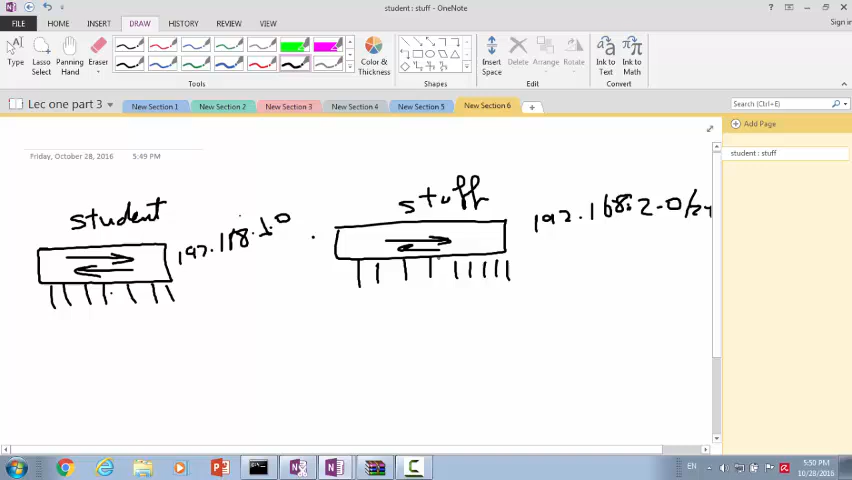 student : stuff - OneNote
Sign in
FILE HOME INSERT DRAW HISTORY REVIEW VIEW
Type
Lasso Select
Panning Hand
Eraser
Color & Thickness
Insert Space
Delete
Arrange
Rotate
Ink to Text
Ink to Math
Tools
Shapes
Edit
Convert
Lec one part 3
New Section 1
New Section 2
New Section 3
New Section 4
New Section 5
New Section 6
Search (Ctrl+E)
Add Page
student : stuff
Friday, October 28, 2016 5:49 PM
student
stuff
192.168.2.0/24
EN
5:50 PM
10/28/2016